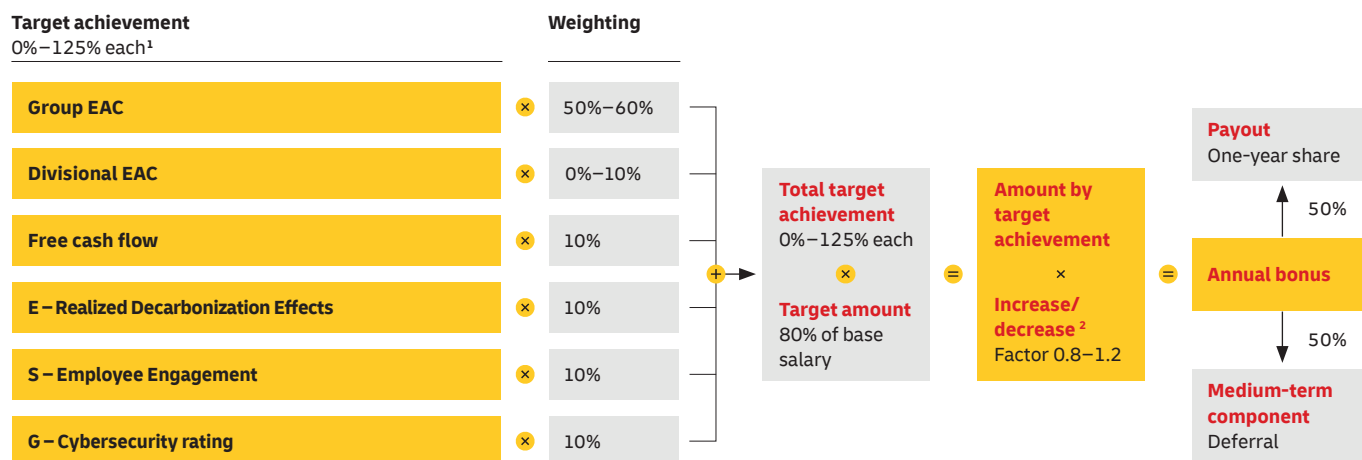 Target achievement
0%–125% each¹
Weighting
Group EAC
×
50%–60%
Divisional EAC
×
0%–10%
Free cash flow
×
10%
E – Realized Decarbonization Effects
×
10%
S – Employee Engagement
×
10%
G – Cybersecurity rating
×
10%
+
Total target
achievement
0%–125% each
×
Target amount
80% of base
salary
=
Amount by
target
achievement
×
Increase/
decrease ²
Factor 0.8–1.2
=
Payout
One-year share
50%
Annual bonus
50%
Medium-term
component
Deferral